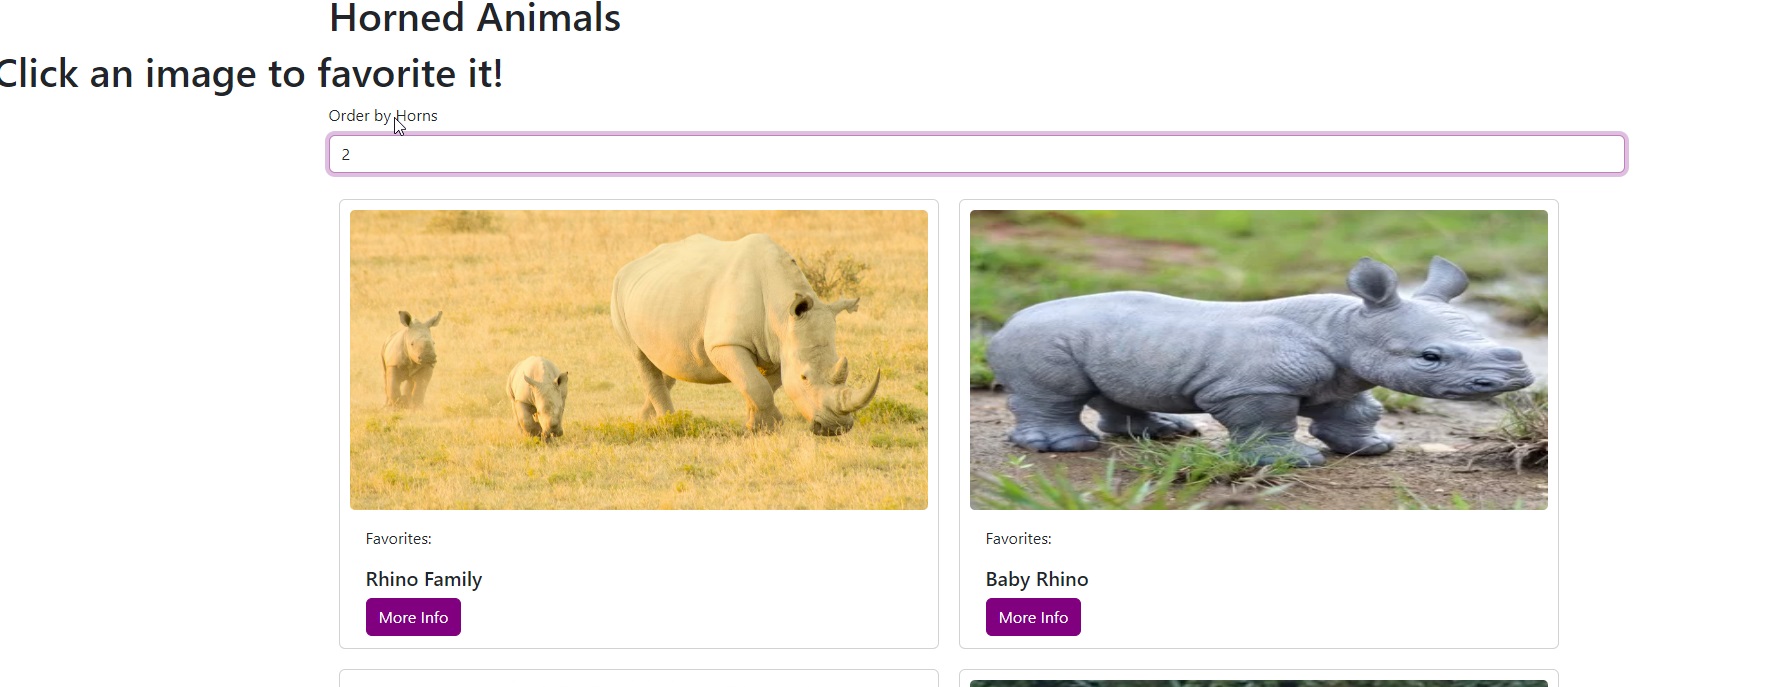 Horned Animals
Click an image to favorite it!
Order by Horns
2
Favorites:
Rhino Family
More Info
Favorites:
Baby Rhino
More Info